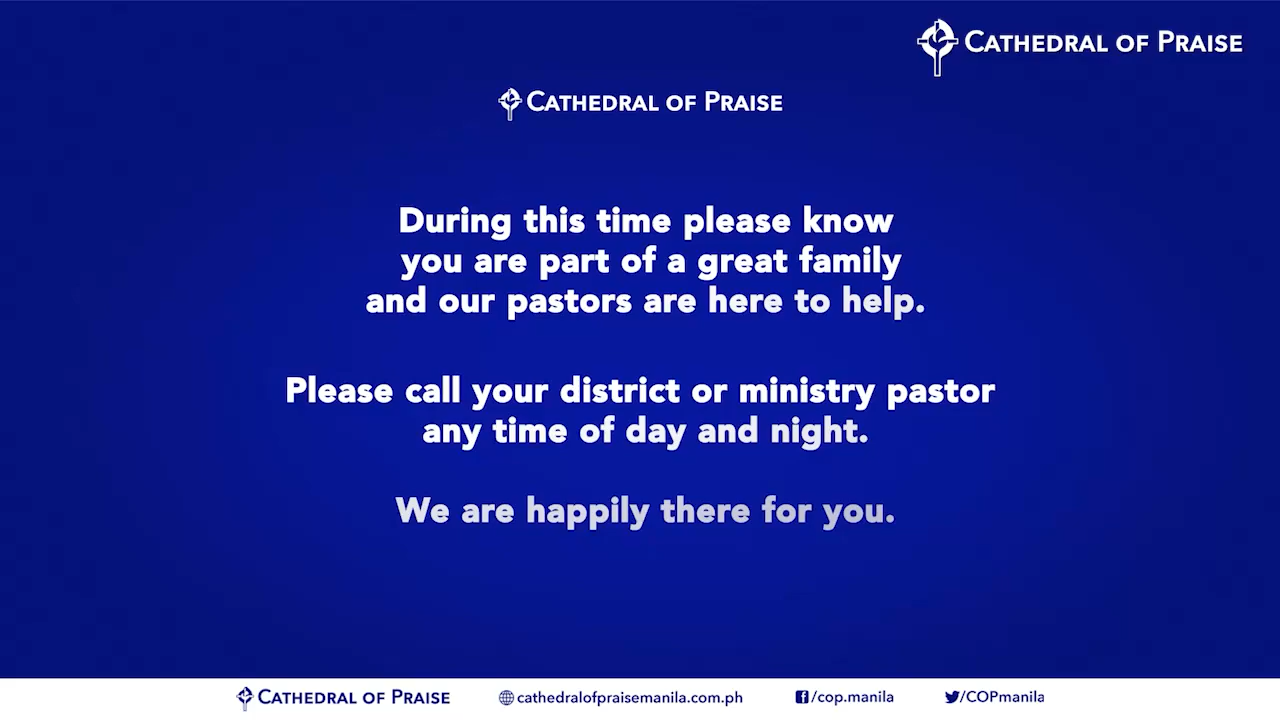 CATHEDRAL OF PRAISE
CATHEDRAL OF PRAISE
During this time please know
you are part of a great family
and our pastors are here to help.
Please call your district or ministry pastor
any time of day and night.
We are happily there for you.
CATHEDRAL OF PRAISE cathedralofpraisemanila.com.ph /cop.manila /COPmanila